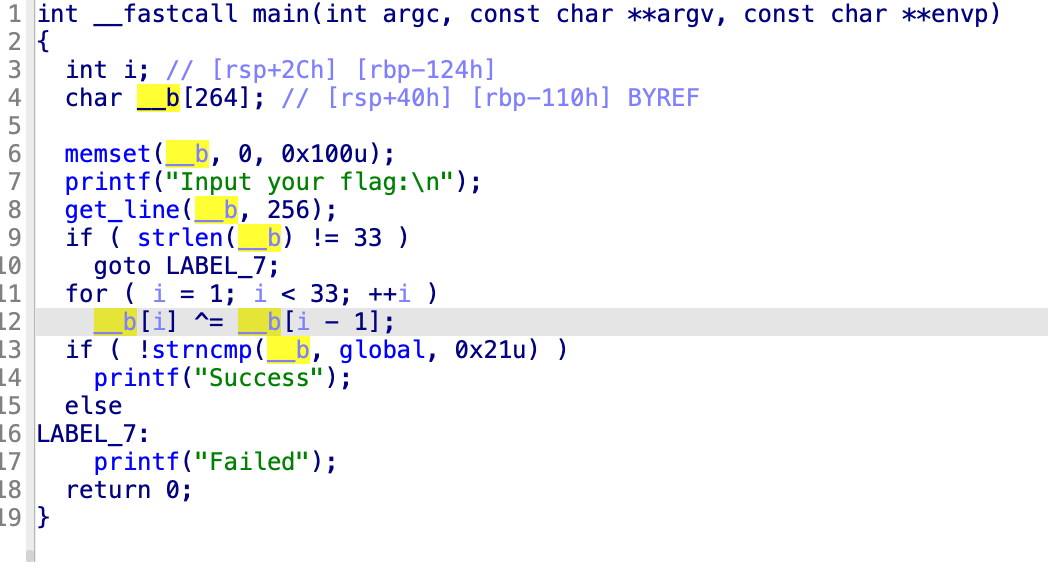 1 int __fastcall main(int argc, const char **argv, const char **envp)
2 {
3   int i; // [rsp+2Ch] [rbp-124h]
4   char __b[264]; // [rsp+40h] [rbp-110h] BYREF
5
6   memset(__b, 0, 0x100u);
7   printf("Input your flag:\n");
8   get_line(__b, 256);
9   if ( strlen(__b) != 33 )
10     goto LABEL_7;
11   for ( i = 1; i < 33; ++i )
12     __b[i] ^= __b[i - 1];
13   if ( !strncmp(__b, global, 0x21u) )
14     printf("Success");
15   else
16 LABEL_7:
17     printf("Failed");
18   return 0;
19 }